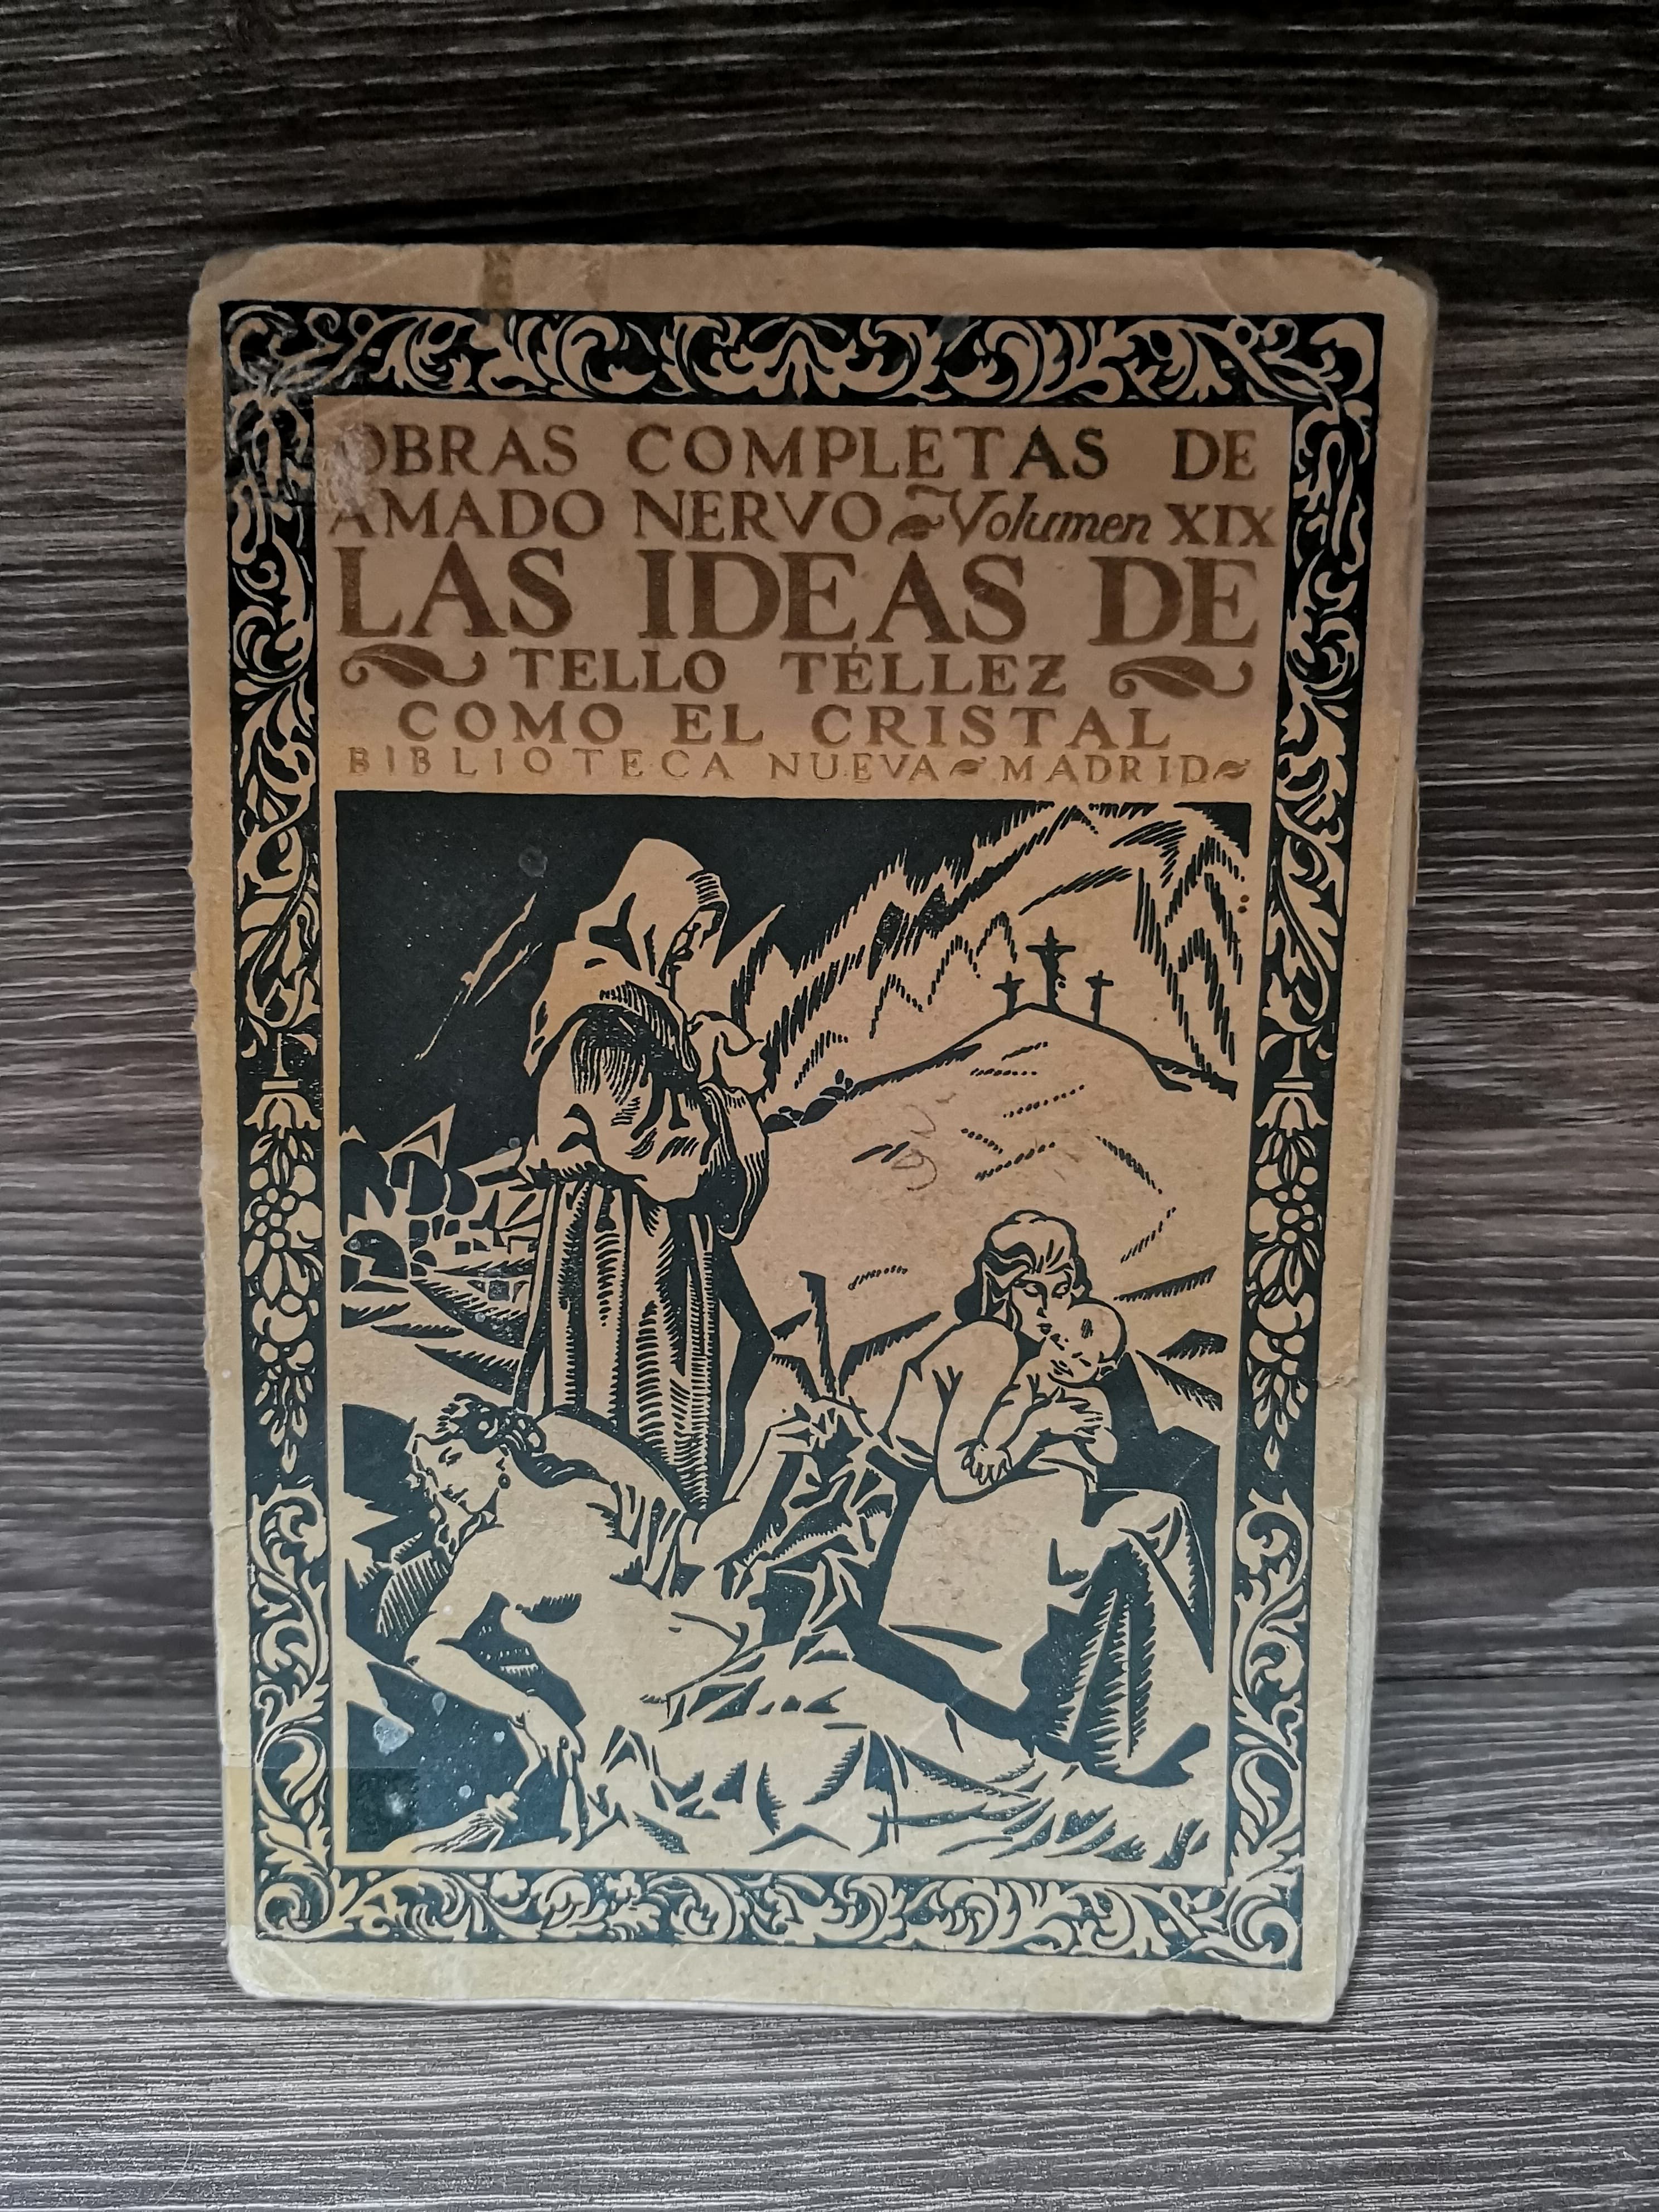 OBRAS COMPLETAS DE
AMADO NERVO Volumen XIX
LAS IDEAS DE
TELLO TÉLLEZ
COMO EL CRISTAL
BIBLIOTECA NUEVA MADRID